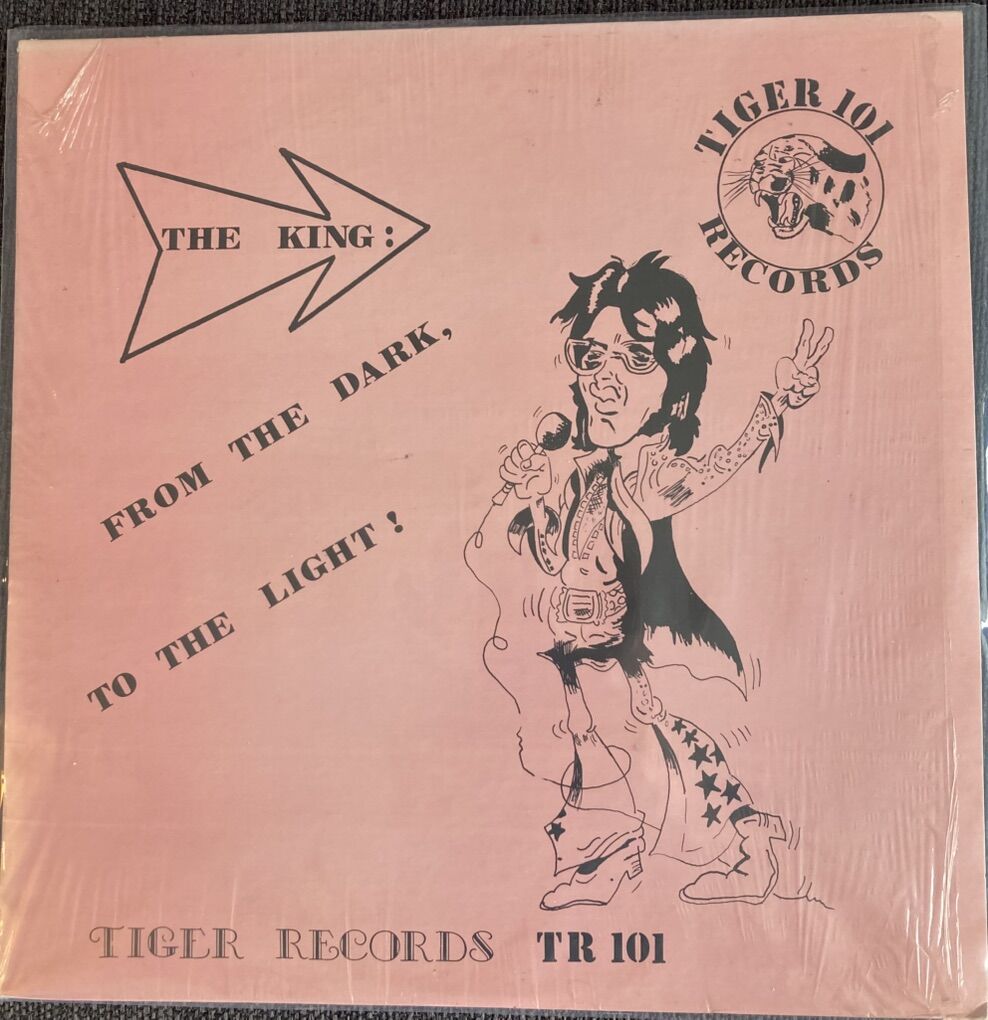 TIGER 101
RECORDS
THE KING:
FROM THE DARK,
TO THE LIGHT!
TIGER RECORDS TR 101